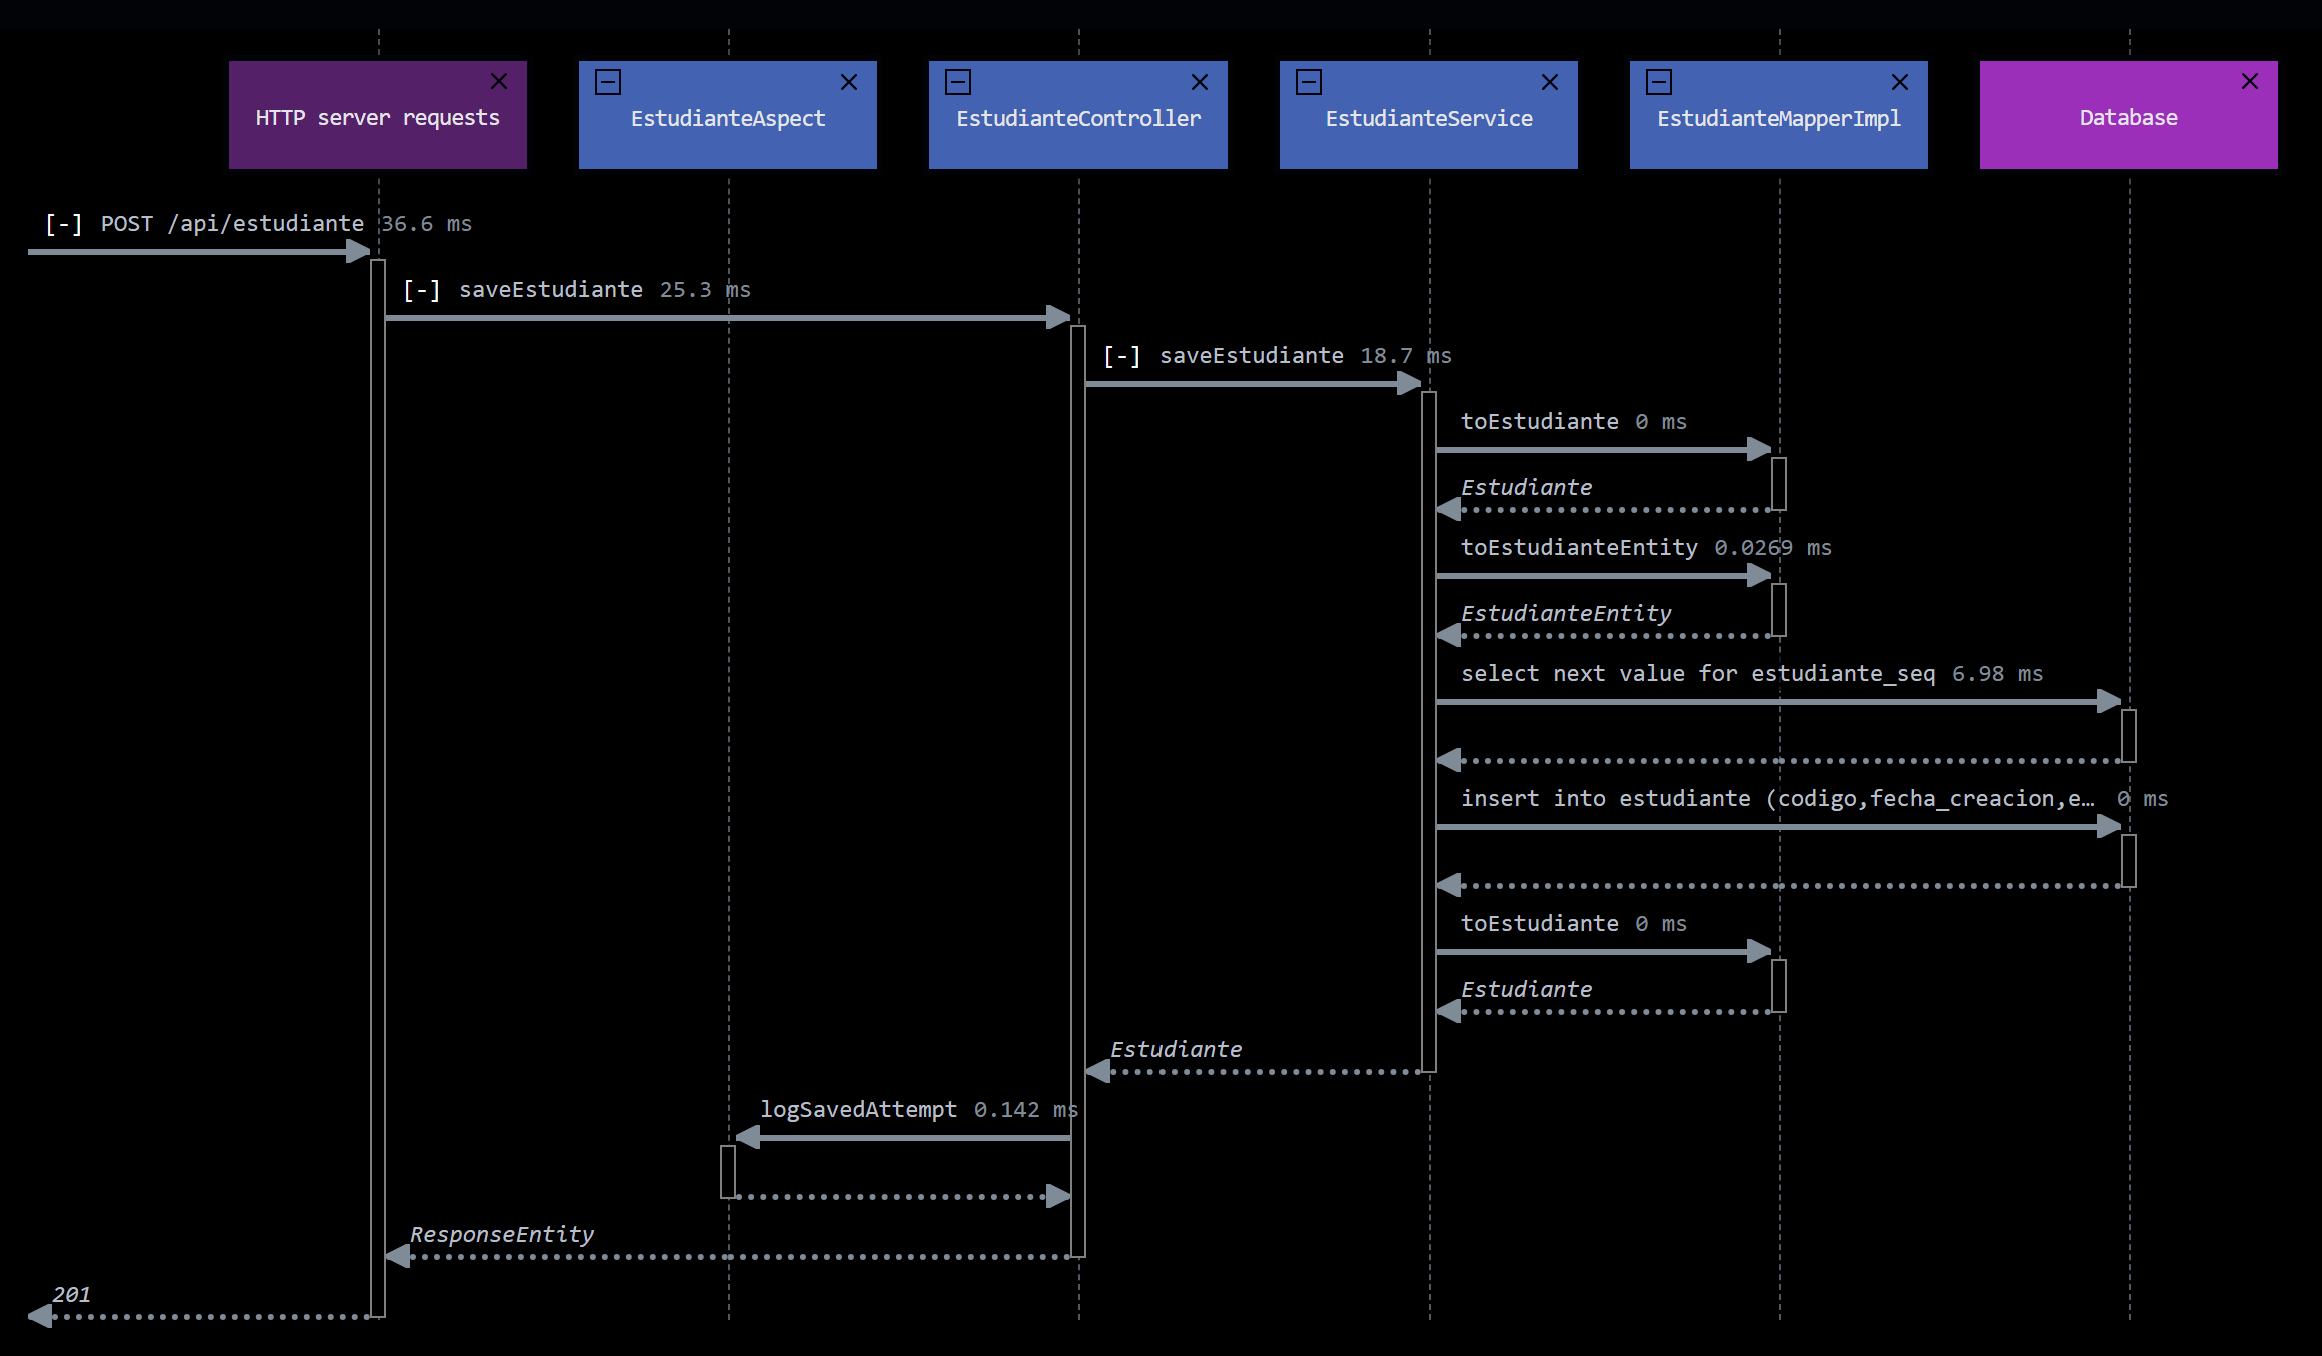 HTTP server requests
EstudianteAspect
EstudianteController
EstudianteService
EstudianteMapperImpl
Database
[-] POST /api/estudiante 36.6 ms
[-] saveEstudiante 25.3 ms
[-] saveEstudiante 18.7 ms
toEstudiante 0 ms
Estudiante
toEstudianteEntity 0.0269 ms
EstudianteEntity
select next value for estudiante_seq 6.98 ms
insert into estudiante (codigo,fecha_creacion,e… 0 ms
toEstudiante 0 ms
Estudiante
Estudiante
logSavedAttempt 0.142 ms
ResponseEntity
201